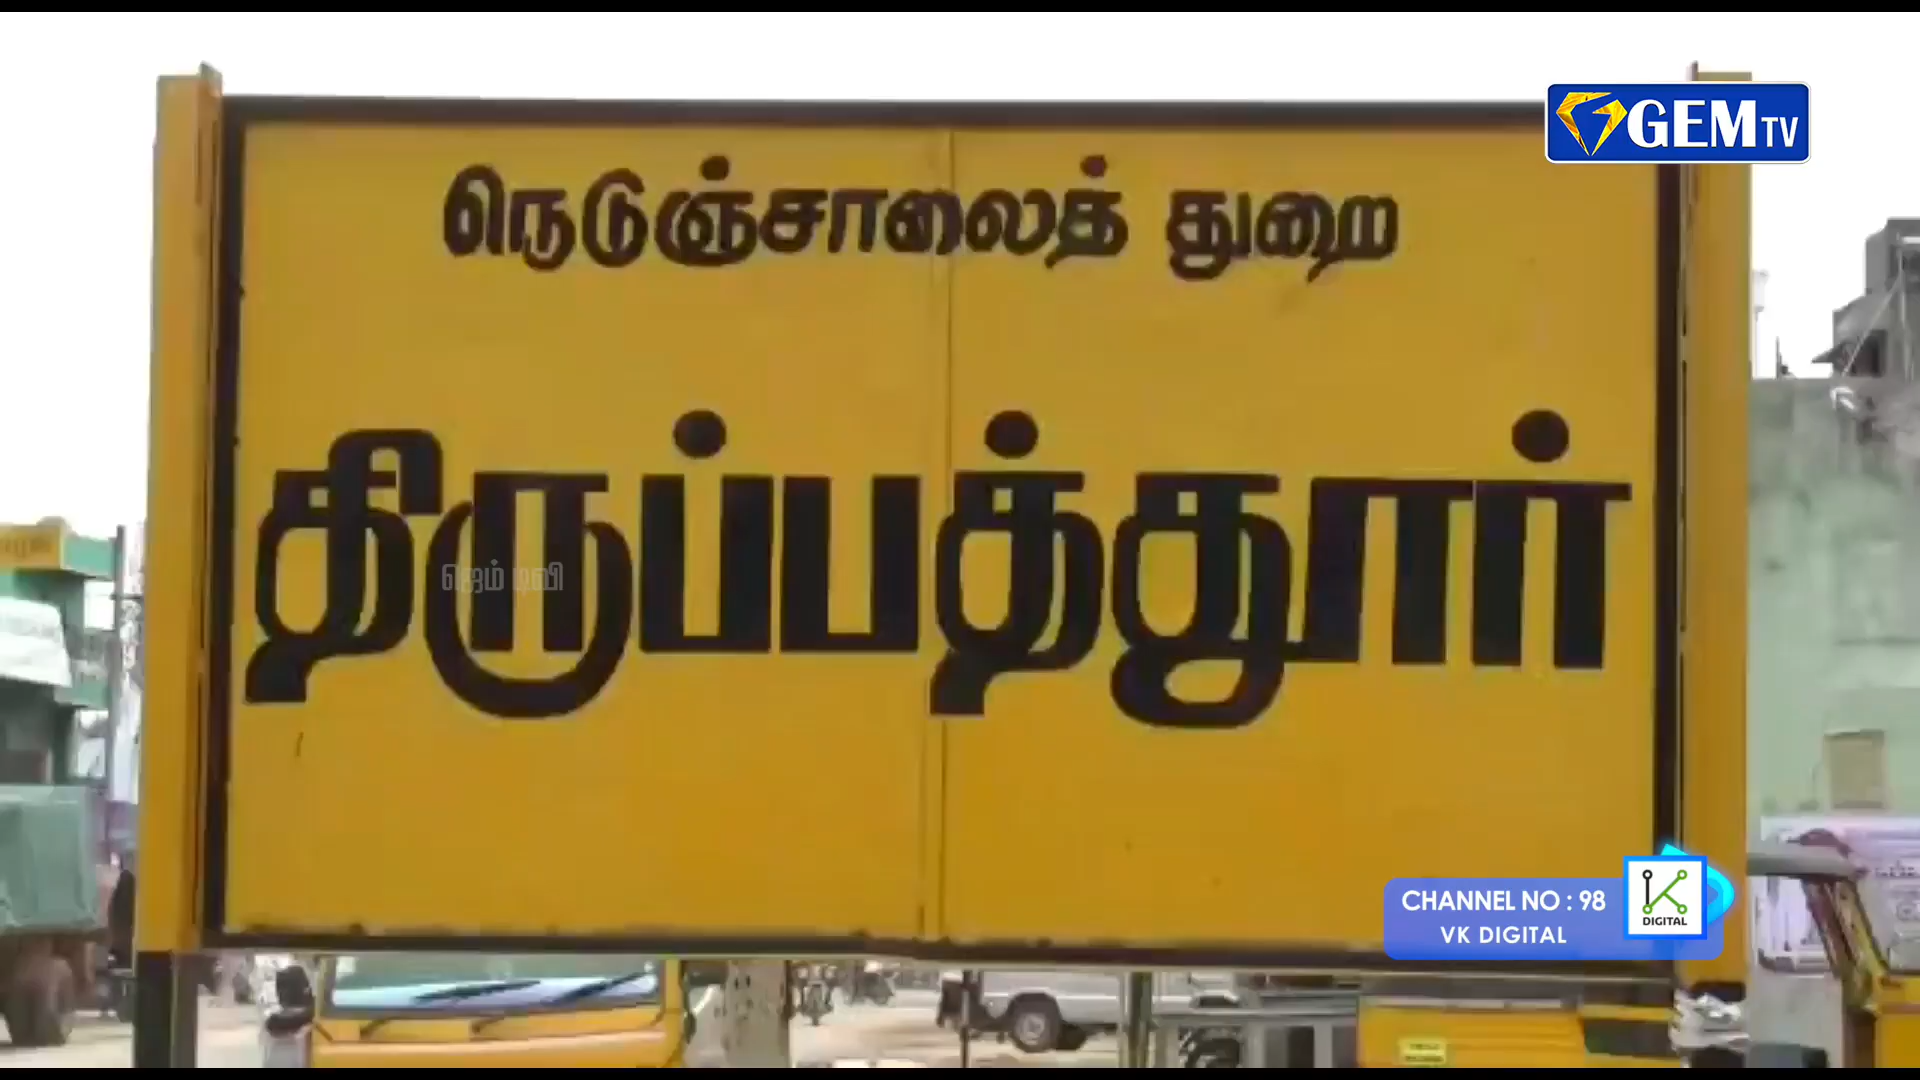 GEM TV
நெடுஞ்சாலைத் துறை
திருப்பத்தூர்
ஜெம் டிவி
CHANNEL NO : 98
VK DIGITAL
K DIGITAL